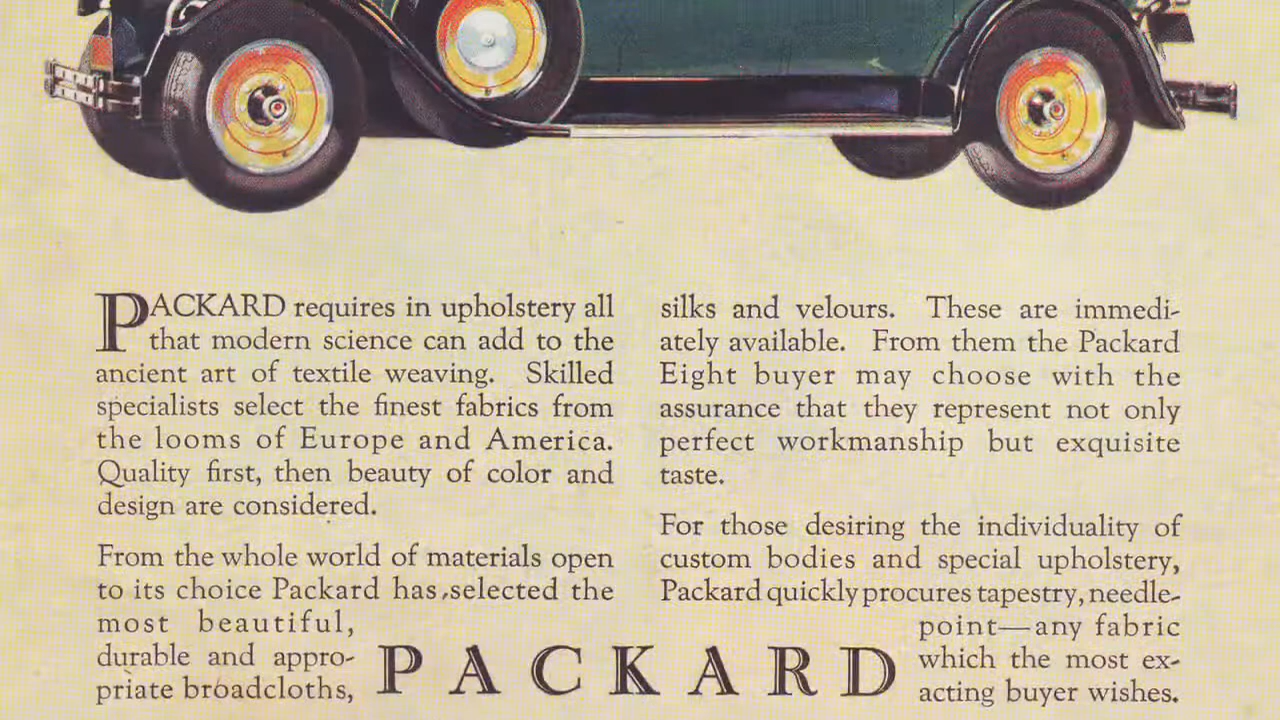 PACKARD requires in upholstery all
that modern science can add to the
ancient art of textile weaving. Skilled
specialists select the finest fabrics from
the looms of Europe and America.
Quality first, then beauty of color and
design are considered.
From the whole world of materials open
to its choice Packard has selected the
most beautiful,
durable and appro-
priate broadcloths,
silks and velours. These are immedi-
ately available. From them the Packard
Eight buyer may choose with the
assurance that they represent not only
perfect workmanship but exquisite
taste.
For those desiring the individuality of
custom bodies and special upholstery,
Packard quickly procures tapestry, needle-
point—any fabric
which the most ex-
acting buyer wishes.
PACKARD